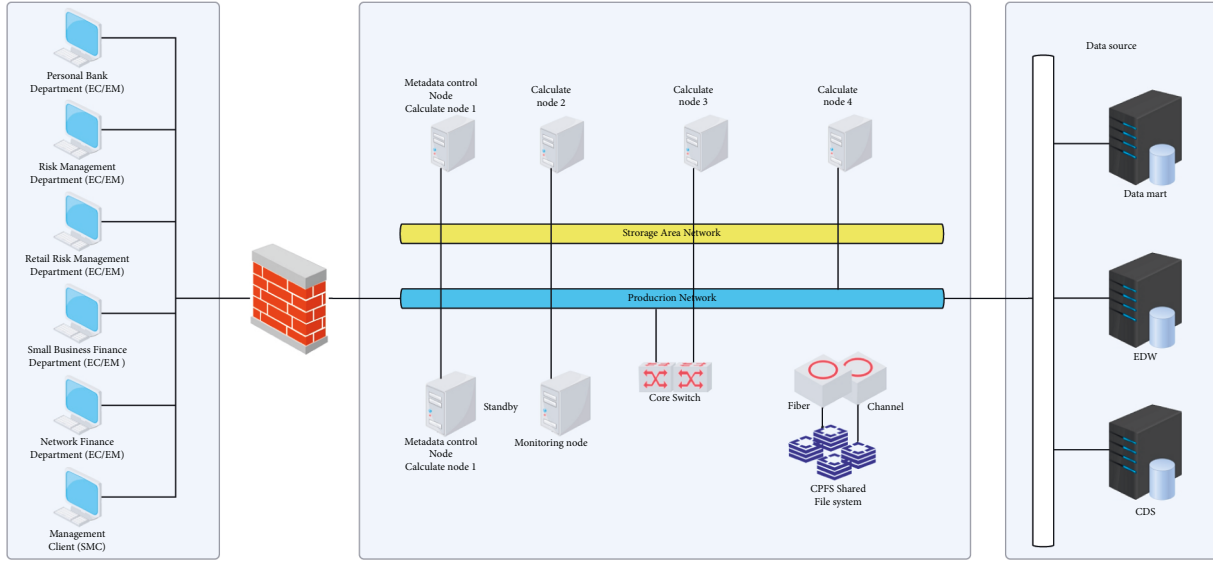 Personal Bank
Department (EC/EM)
Risk Management
Department (EC/EM)
Retail Risk Management
Department (EC/EM)
Small Business Finance
Department (EC/EM )
Network Finance
Department (EC/EM)
Management
Client (SMC)
Metadata control
Node
Calculate node 1
Calculate
node 2
Calculate
node 3
Calculate
node 4
Strorage Area Network
Producrion Network
Standby
Metadata control
Node
Calculate node 1
Monitoring node
Core Switch
Fiber
Channel
CPFS Shared
File system
Data source
Data mart
EDW
CDS